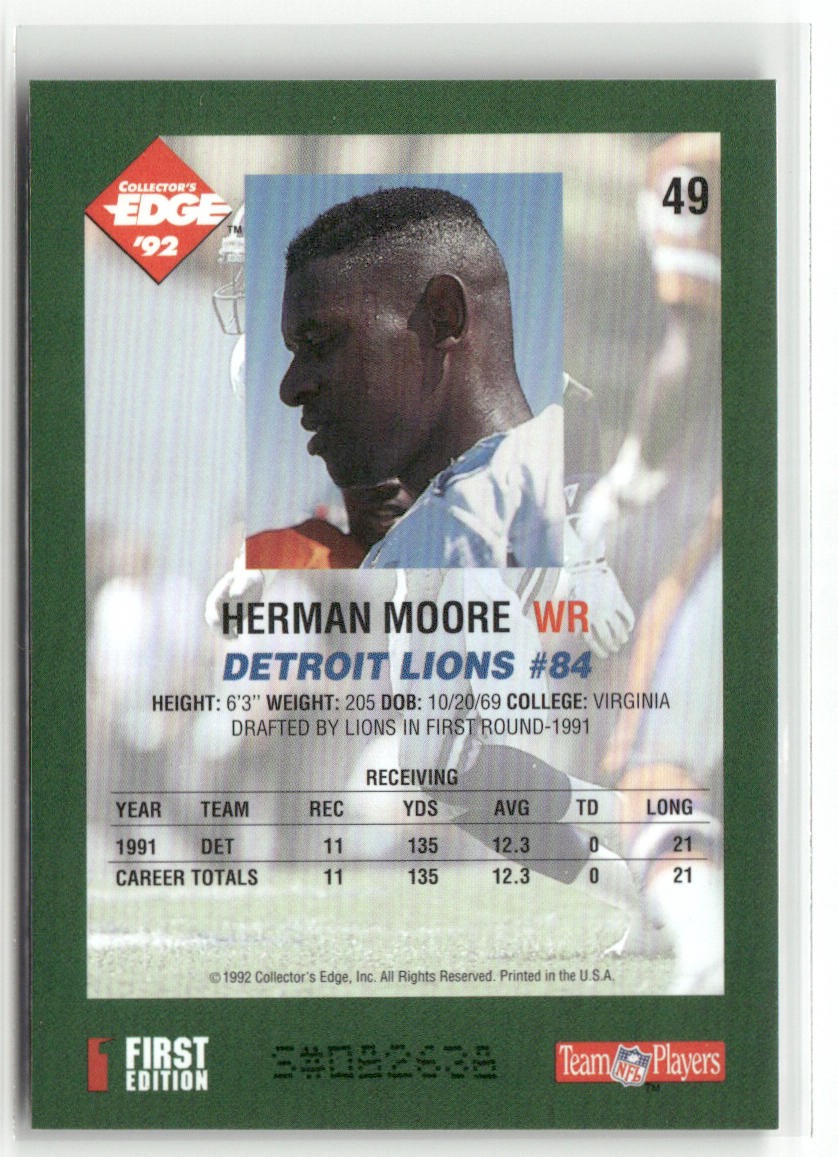 COLLECTOR'S
EDGE™
'92
49
HERMAN MOORE WR
DETROIT LIONS #84
HEIGHT: 6'3" WEIGHT: 205 DOB: 10/20/69 COLLEGE: VIRGINIA
DRAFTED BY LIONS IN FIRST ROUND-1991
RECEIVING
YEAR TEAM REC YDS AVG TD LONG
1991 DET 11 135 12.3 0 21
CAREER TOTALS 11 135 12.3 0 21
©1992 Collector's Edge, Inc. All Rights Reserved. Printed in the U.S.A.
1 FIRST
EDITION
Team NFL Players™